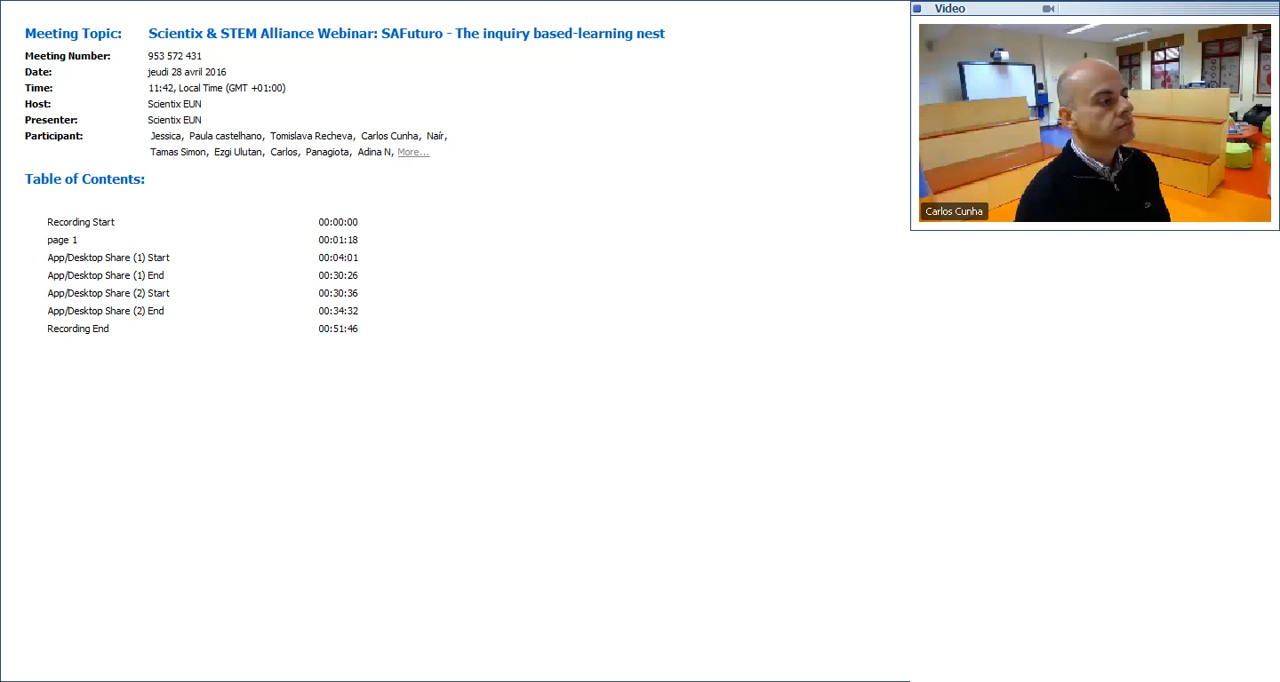 Meeting Topic: Scientix & STEM Alliance Webinar: SAFuturo - The inquiry based-learning nest
Meeting Number: 953 572 431
Date: jeudi 28 avril 2016
Time: 11:42, Local Time (GMT +01:00)
Host: Scientix EUN
Presenter: Scientix EUN
Participant: Jessica, Paula castelhano, Tomislava Recheva, Carlos Cunha, Naír,
Tamas Simon, Ezgi Ulutan, Carlos, Panagiota, Adina N, More...
Table of Contents:
Recording Start 00:00:00
page 1 00:01:18
App/Desktop Share (1) Start 00:04:01
App/Desktop Share (1) End 00:30:26
App/Desktop Share (2) Start 00:30:36
App/Desktop Share (2) End 00:34:32
Recording End 00:51:46
Video
Carlos Cunha